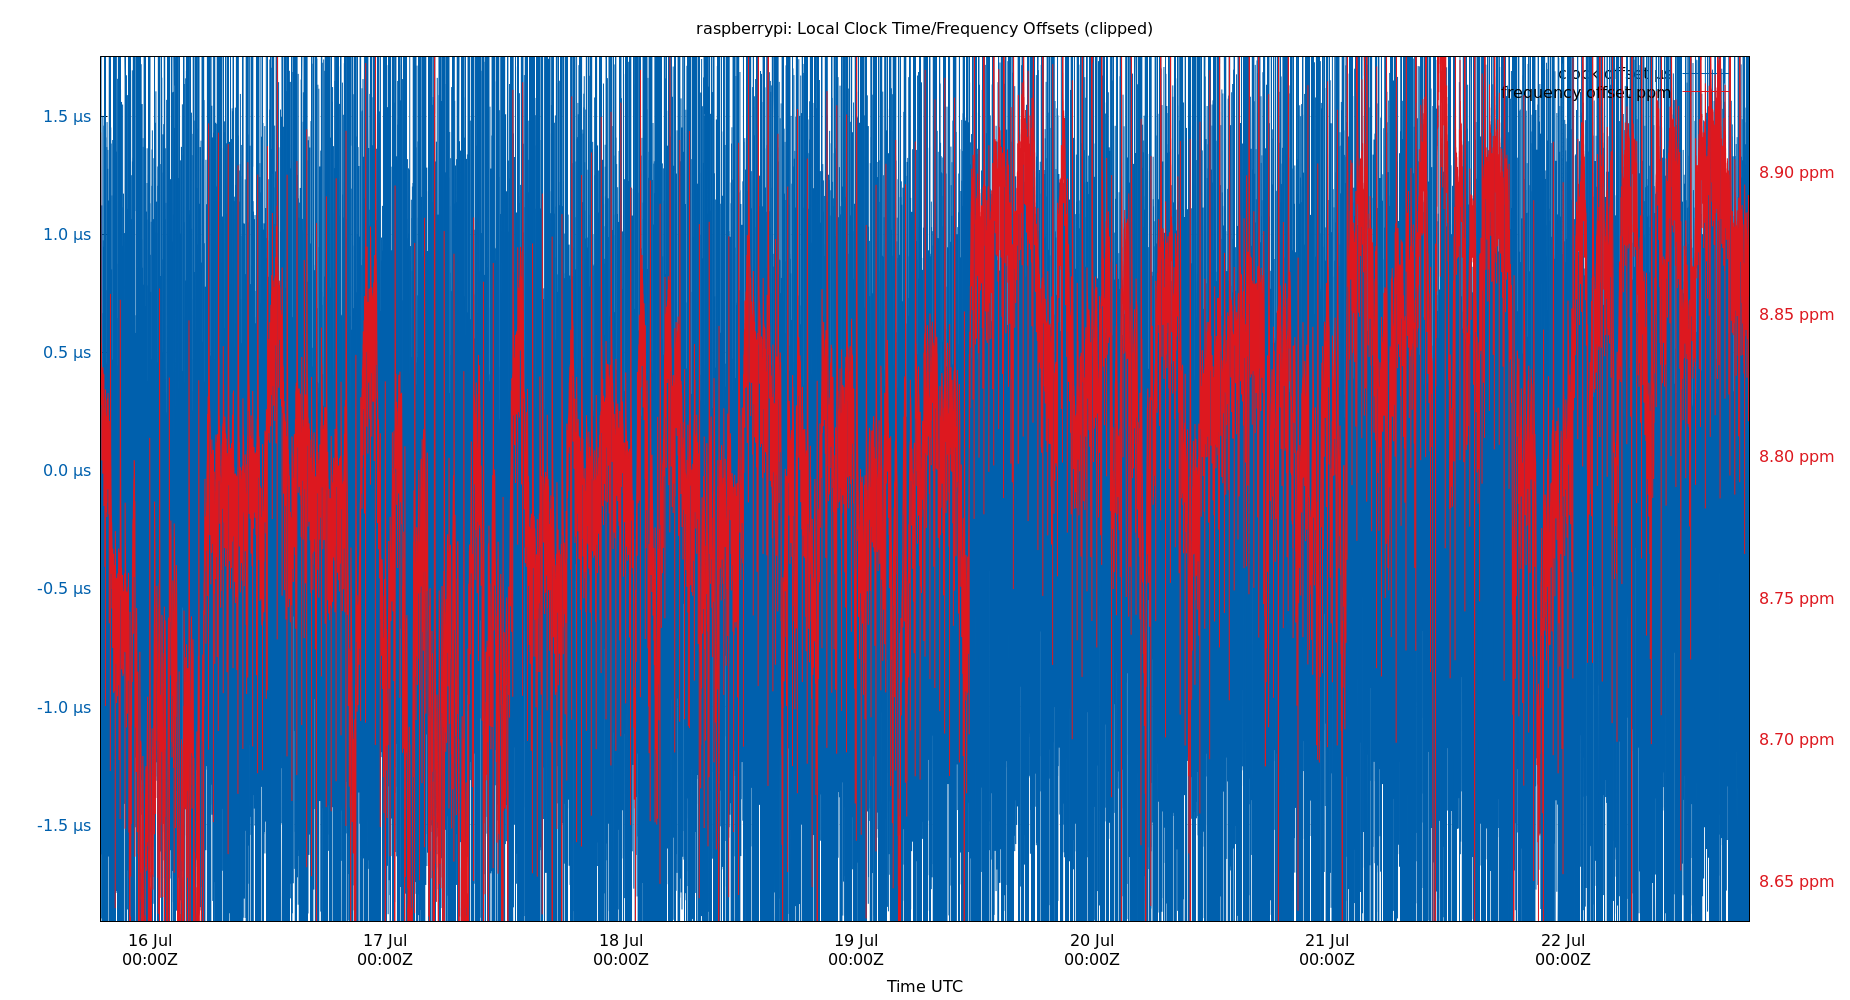 raspberrypi: Local Clock Time/Frequency Offsets (clipped)
clock offset µs
frequency offset ppm
1.5 µs
1.0 µs
0.5 µs
0.0 µs
-0.5 µs
-1.0 µs
-1.5 µs
8.90 ppm
8.85 ppm
8.80 ppm
8.75 ppm
8.70 ppm
8.65 ppm
16 Jul
00:00Z
17 Jul
00:00Z
18 Jul
00:00Z
19 Jul
00:00Z
20 Jul
00:00Z
21 Jul
00:00Z
22 Jul
00:00Z
Time UTC